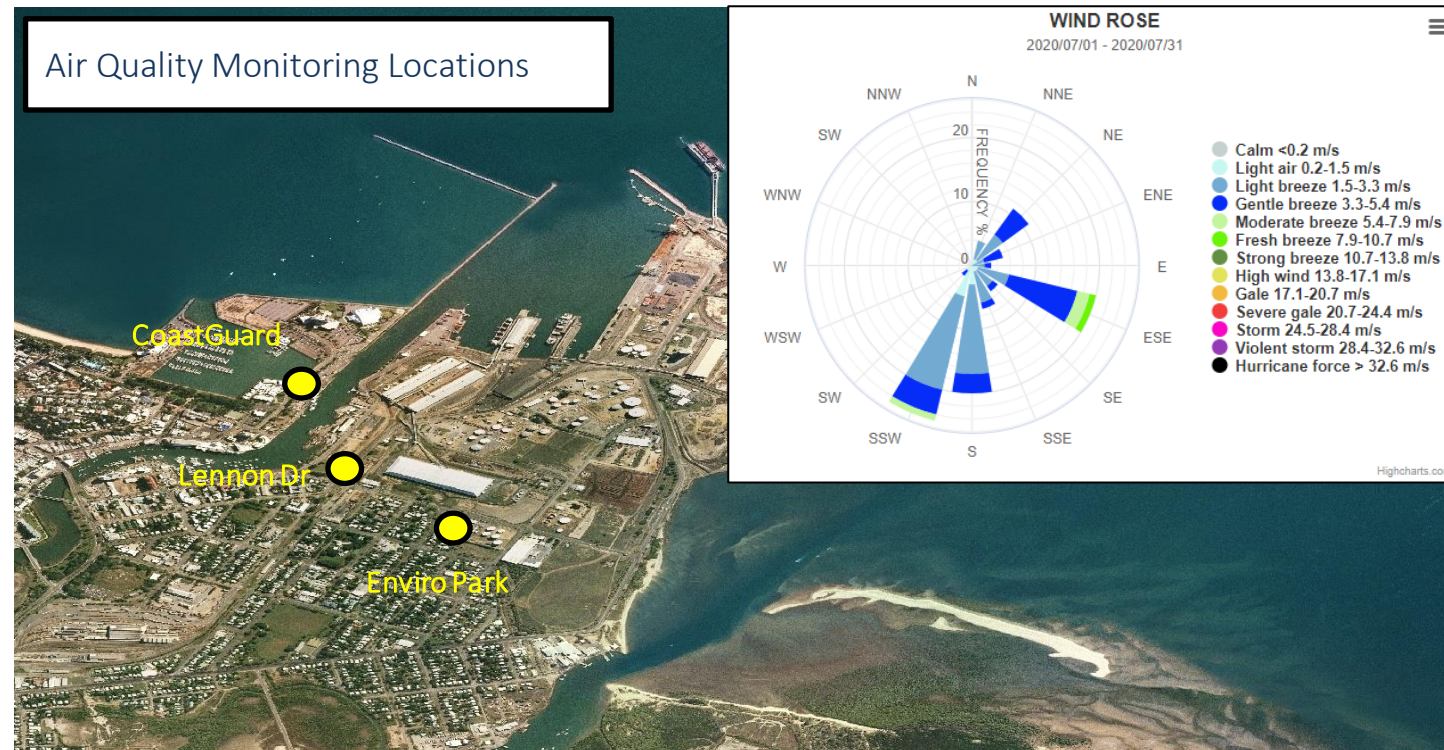 Air Quality Monitoring Locations
CoastGuard
Lennon Dr
Enviro Park
WIND ROSE
2020/07/01 - 2020/07/31
N
NNE
NE
ENE
E
ESE
SE
SSE
S
SSW
SW
WSW
W
WNW
SW
NNW
20
10
0
FREQUENCY %
Calm <0.2 m/s
Light air 0.2-1.5 m/s
Light breeze 1.5-3.3 m/s
Gentle breeze 3.3-5.4 m/s
Moderate breeze 5.4-7.9 m/s
Fresh breeze 7.9-10.7 m/s
Strong breeze 10.7-13.8 m/s
High wind 13.8-17.1 m/s
Gale 17.1-20.7 m/s
Severe gale 20.7-24.4 m/s
Storm 24.5-28.4 m/s
Violent storm 28.4-32.6 m/s
Hurricane force > 32.6 m/s
Highcharts.co